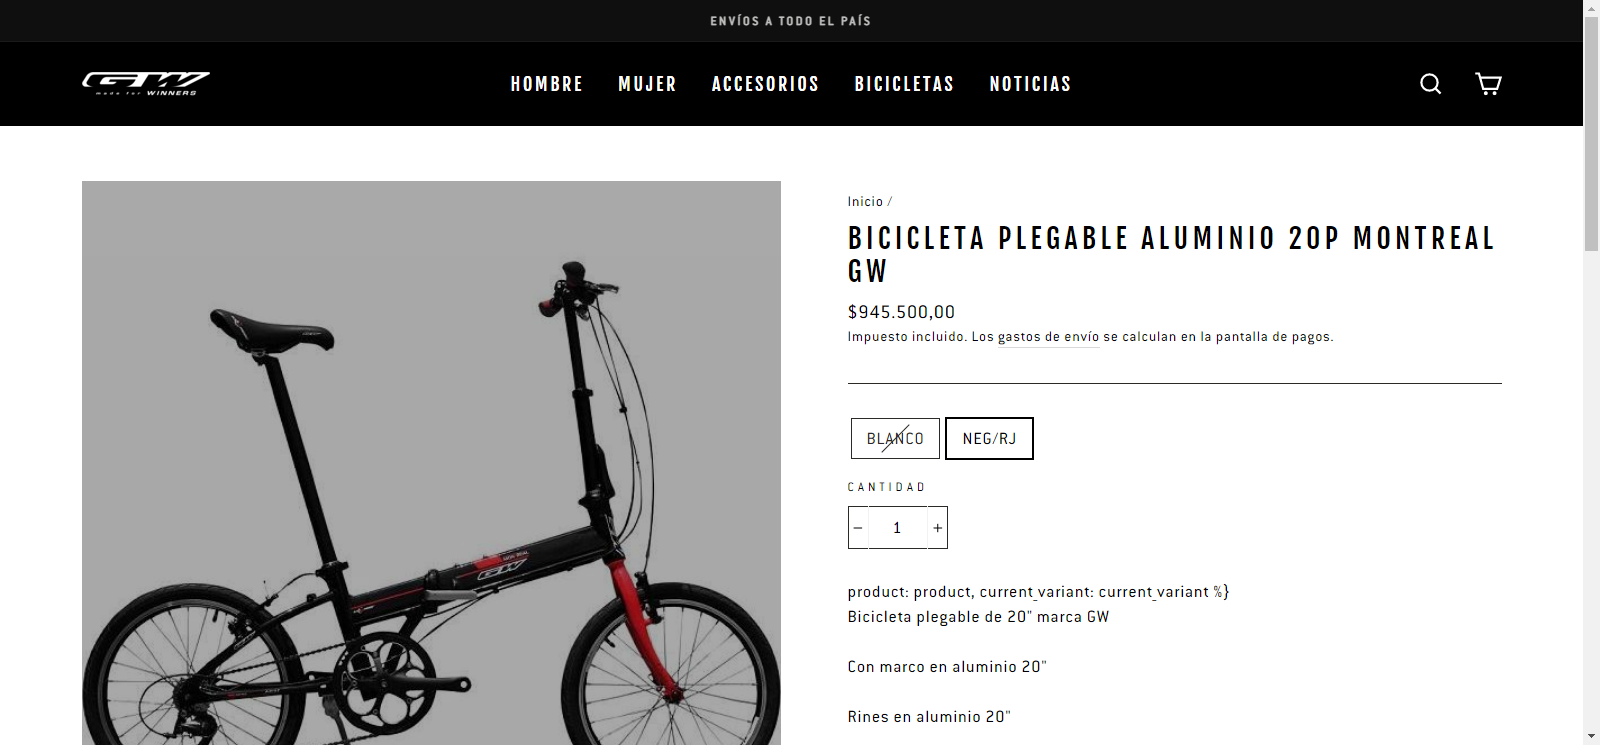 ENVÍOS A TODO EL PAÍS
GW
made for WINNERS
HOMBRE MUJER ACCESORIOS BICICLETAS NOTICIAS
Inicio /
BICICLETA PLEGABLE ALUMINIO 20P MONTREAL
GW
$945.500,00
Impuesto incluido. Los gastos de envío se calculan en la pantalla de pagos.
BLANCO NEG/RJ
CANTIDAD
− 1 +
product: product, current_variant: current_variant %}
Bicicleta plegable de 20" marca GW
Con marco en aluminio 20"
Rines en aluminio 20"
GW